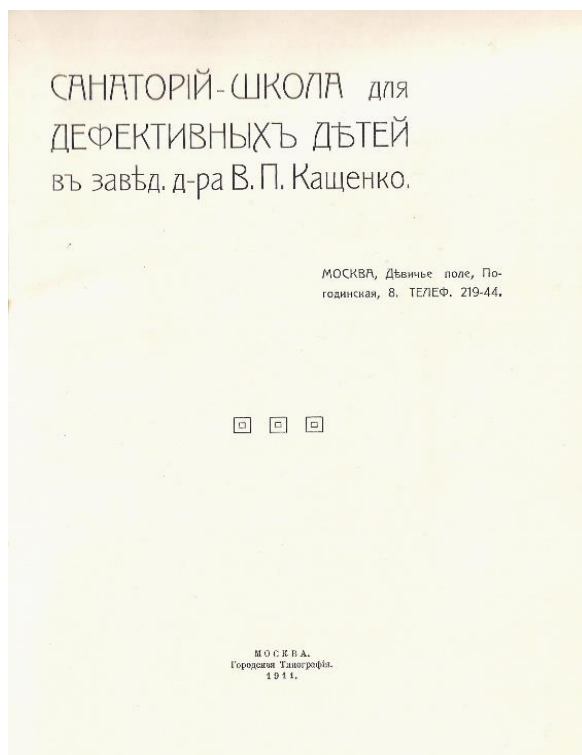 САНАТОРІЙ-ШКОЛА для
ДЕФЕКТИВНЫХЪ ДѢТЕЙ
въ завѣд. д-ра В. П. Кащенко.
МОСКВА, Дѣвичье поле, По-
годинская, 8. ТЕЛЕФ. 219-44.
МОСКВА.
Городская Типографія.
1911.